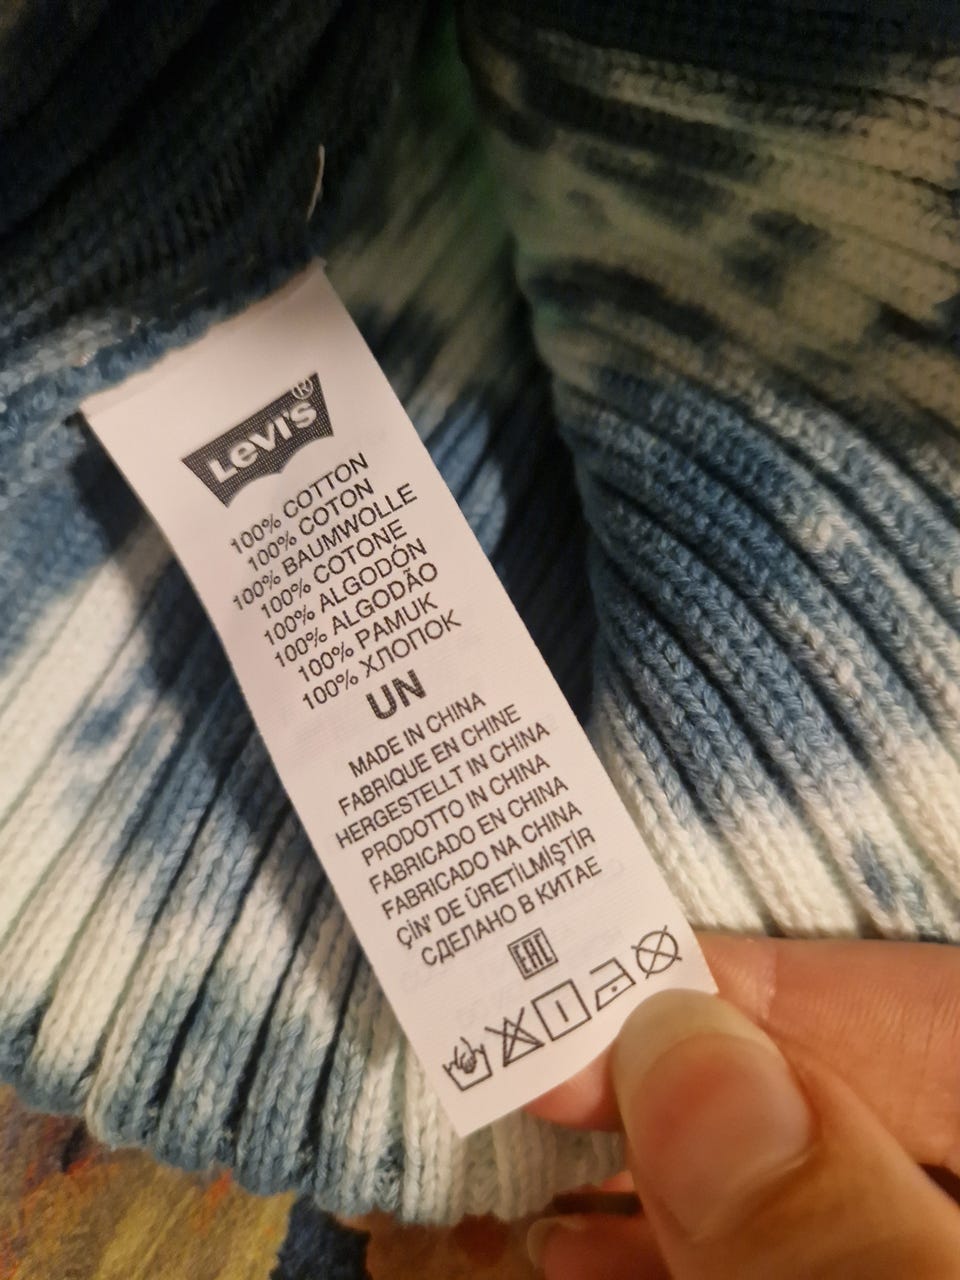 Levi's®
100% COTTON
100% COTON
100% BAUMWOLLE
100% COTONE
100% ALGODÓN
100% ALGODÃO
100% PAMUK
100% ХЛОПОК
UN
MADE IN CHINA
FABRIQUE EN CHINE
HERGESTELLT IN CHINA
PRODOTTO IN CHINA
FABRICADO EN CHINA
FABRICADO NA CHINA
ÇİN' DE ÜRETİLMİŞTİR
СДЕЛАНО В КИТАЕ
EAC